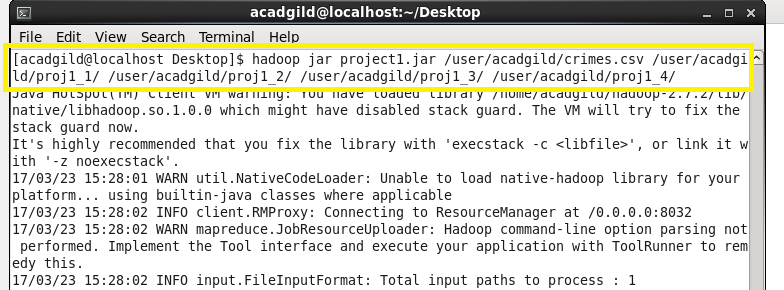 acadgild@localhost:~/Desktop
File Edit View Search Terminal Help
[acadgild@localhost Desktop]$ hadoop jar project1.jar /user/acadgild/crimes.csv /user/acadgi
ld/proj1_1/ /user/acadgild/proj1_2/ /user/acadgild/proj1_3/ /user/acadgild/proj1_4/
Java HotSpot(TM) Client VM warning: You have loaded library /home/acadgild/hadoop-2.7.2/lib/
native/libhadoop.so.1.0.0 which might have disabled stack guard. The VM will try to fix the
stack guard now.
It's highly recommended that you fix the library with 'execstack -c <libfile>', or link it w
ith '-z noexecstack'.
17/03/23 15:28:01 WARN util.NativeCodeLoader: Unable to load native-hadoop library for your
platform... using builtin-java classes where applicable
17/03/23 15:28:02 INFO client.RMProxy: Connecting to ResourceManager at /0.0.0.0:8032
17/03/23 15:28:02 WARN mapreduce.JobResourceUploader: Hadoop command-line option parsing not
 performed. Implement the Tool interface and execute your application with ToolRunner to rem
edy this.
17/03/23 15:28:02 INFO input.FileInputFormat: Total input paths to process : 1